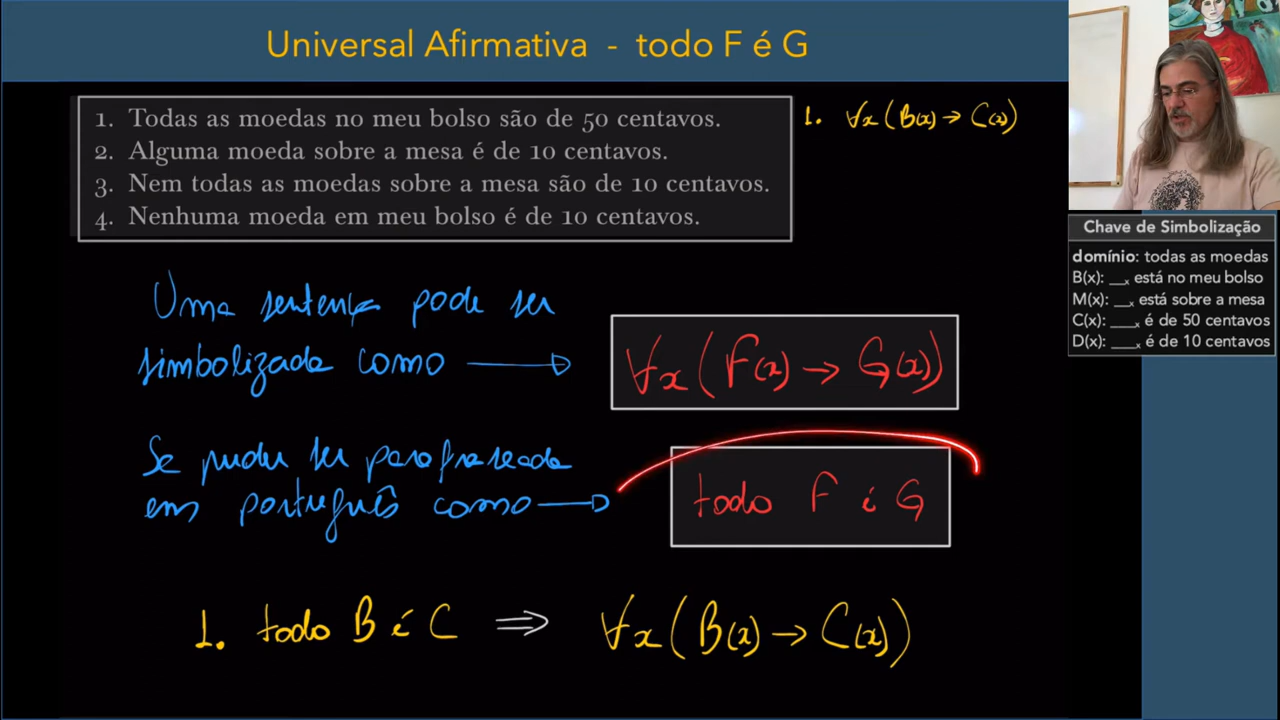 Universal Afirmativa - todo F é G
1. Todas as moedas no meu bolso são de 50 centavos.
2. Alguma moeda sobre a mesa é de 10 centavos.
3. Nem todas as moedas sobre a mesa são de 10 centavos.
4. Nenhuma moeda em meu bolso é de 10 centavos.
1. ∀x(B(x)→C(x))
Chave de Simbolização
domínio: todas as moedas
B(x): __ₓ está no meu bolso
M(x): __ₓ está sobre a mesa
C(x): ___ₓ é de 50 centavos
D(x): ___ₓ é de 10 centavos
Uma sentença pode ser
simbolizada como → ∀x(F(x)→G(x))
Se puder ser parafraseada
em português como → todo F é G
1. todo B é C ⇒ ∀x(B(x)→C(x))